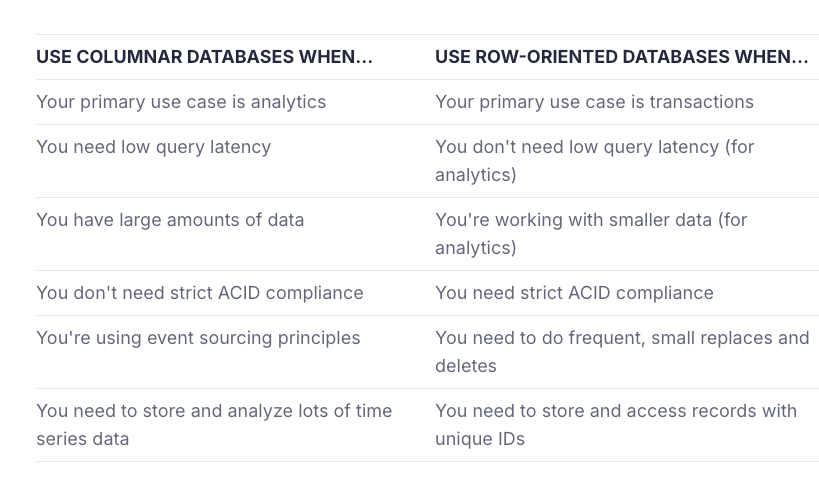 USE COLUMNAR DATABASES WHEN... USE ROW-ORIENTED DATABASES WHEN...
Your primary use case is analytics Your primary use case is transactions
You need low query latency You don't need low query latency (for
analytics)
You have large amounts of data You're working with smaller data (for
analytics)
You don't need strict ACID compliance You need strict ACID compliance
You're using event sourcing principles You need to do frequent, small replaces and
deletes
You need to store and analyze lots of time You need to store and access records with
series data unique IDs